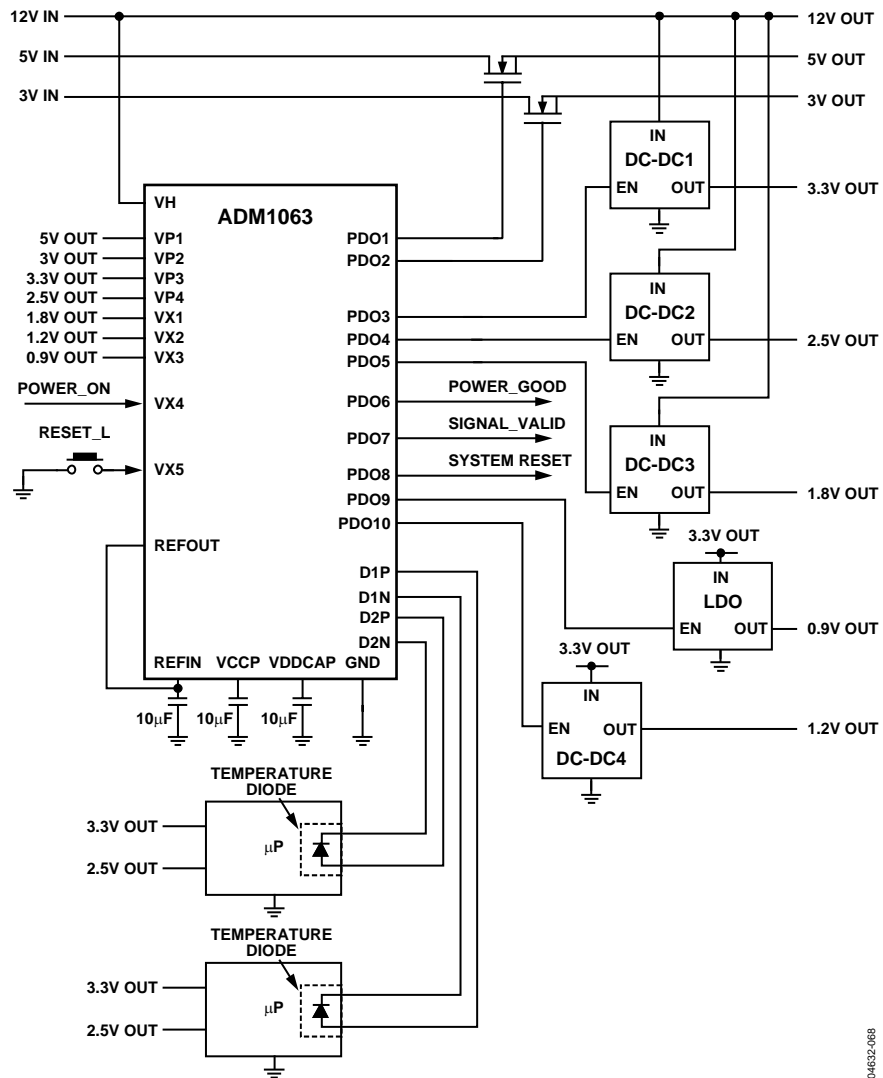 12V IN
12V OUT
5V IN
5V OUT
3V IN
3V OUT
IN
DC-DC1
EN OUT
3.3V OUT
VH
ADM1063
5V OUT
VP1
PDO1
3V OUT
VP2
PDO2
3.3V OUT
VP3
2.5V OUT
VP4
1.8V OUT
VX1
PDO3
1.2V OUT
VX2
PDO4
0.9V OUT
VX3
PDO5
IN
DC-DC2
EN OUT
2.5V OUT
POWER_ON
VX4
PDO6
POWER_GOOD
RESET_L
VX5
PDO7
SIGNAL_VALID
PDO8
SYSTEM RESET
PDO9
PDO10
IN
DC-DC3
EN OUT
1.8V OUT
REFOUT
3.3V OUT
IN
LDO
EN OUT
0.9V OUT
D1P
D1N
D2P
D2N
REFIN VCCP VDDCAP GND
10μF 10μF 10μF
3.3V OUT
IN
EN OUT
DC-DC4
1.2V OUT
TEMPERATURE
DIODE
3.3V OUT
μP
2.5V OUT
TEMPERATURE
DIODE
3.3V OUT
μP
2.5V OUT
04632-068